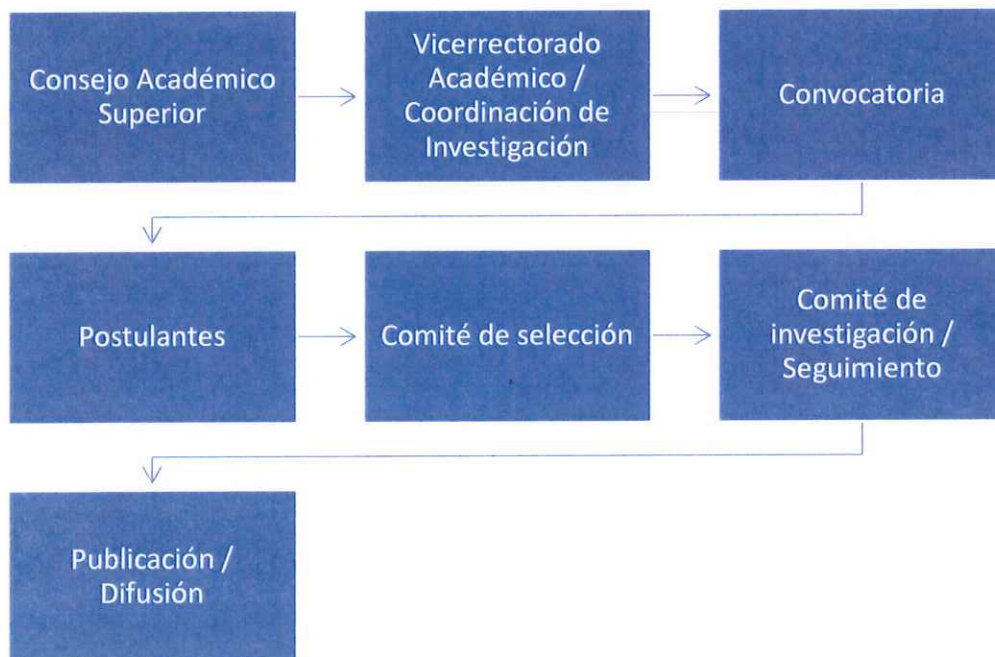 Consejo Académico
Superior
Vicerrectorado
Académico /
Coordinación de
Investigación
Convocatoria
Postulantes
Comité de selección
Comité de
investigación /
Seguimiento
Publicación /
Difusión